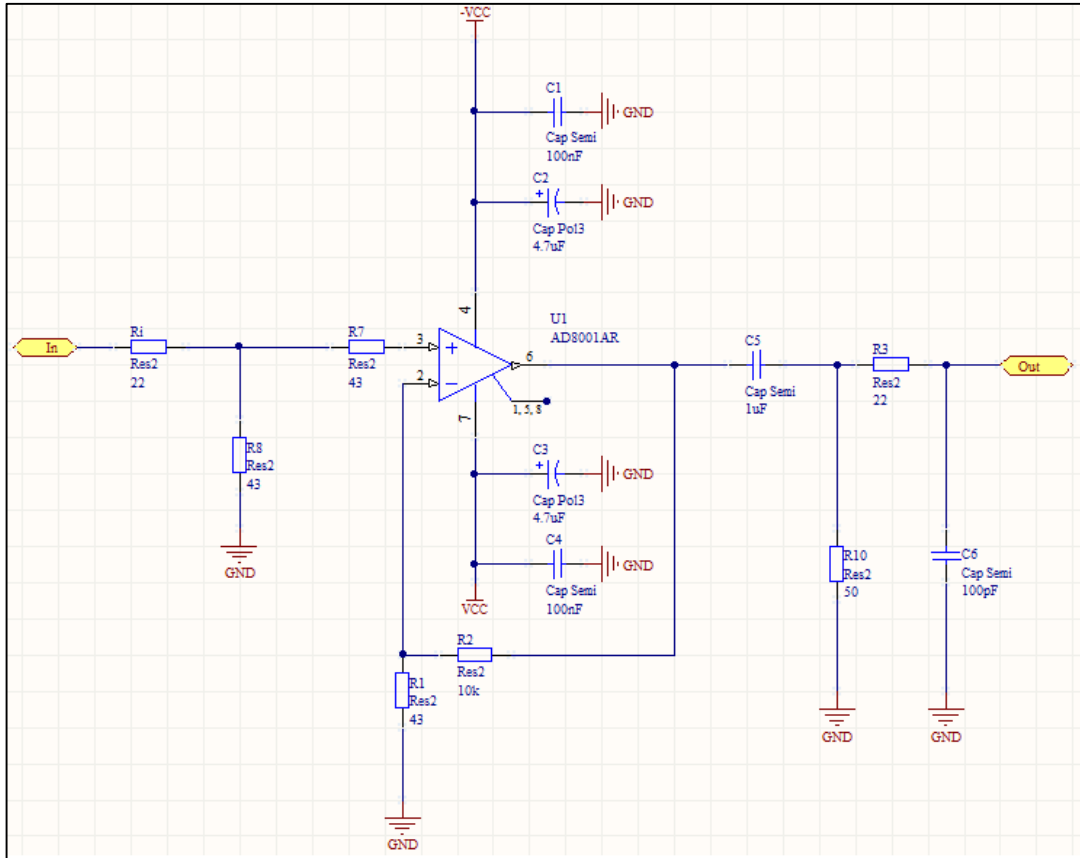 -VCC
C1
GND
Cap Semi
100nF
C2
+
GND
Cap Pol3
4.7uF
4
U1
AD8001AR
In
Ri
Res2
22
R7
Res2
43
3
+
2
−
6
1, 5, 8
7
C5
Cap Semi
1uF
R3
Res2
22
Out
R8
Res2
43
GND
C3
+
GND
Cap Pol3
4.7uF
C4
GND
Cap Semi
100nF
VCC
R10
Res2
50
GND
C6
Cap Semi
100pF
GND
R2
Res2
10k
R1
Res2
43
GND